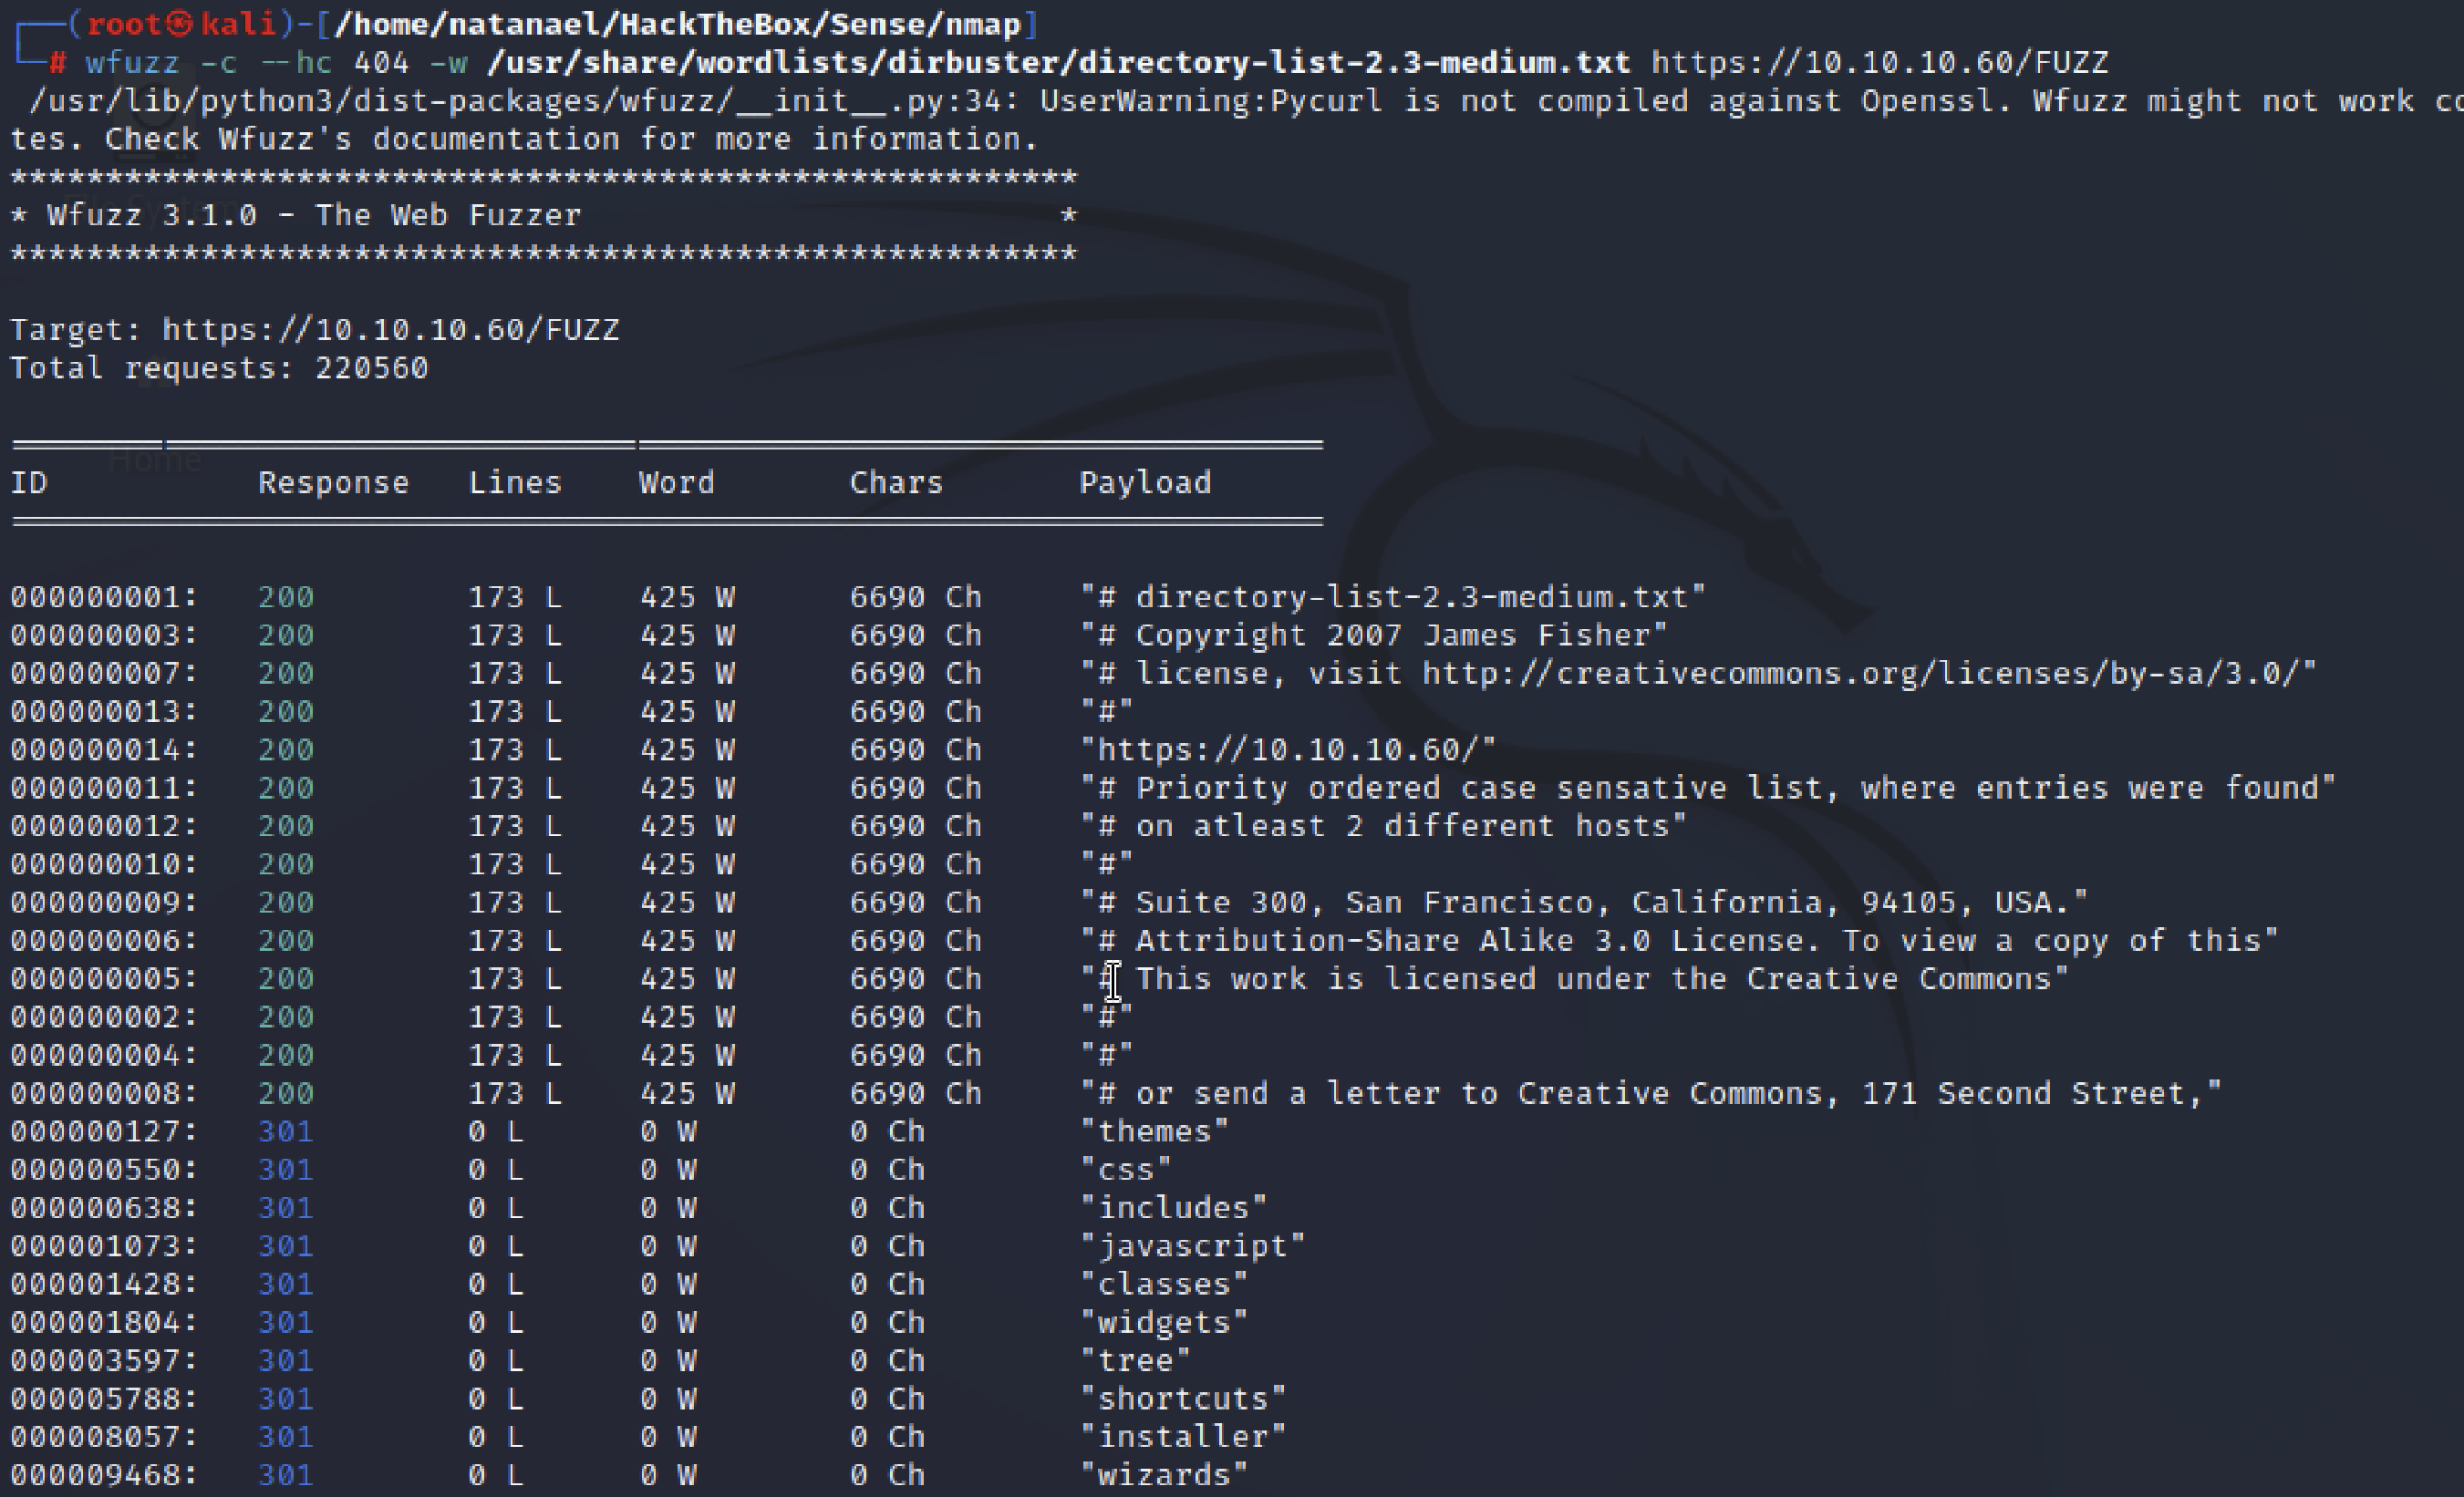 ┌──(root㉿kali)-[/home/natanael/HackTheBox/Sense/nmap]
└─# wfuzz -c --hc 404 -w /usr/share/wordlists/dirbuster/directory-list-2.3-medium.txt https://10.10.10.60/FUZZ
/usr/lib/python3/dist-packages/wfuzz/__init__.py:34: UserWarning:Pycurl is not compiled against Openssl. Wfuzz might not work co
tes. Check Wfuzz's documentation for more information.
********************************************************
* Wfuzz 3.1.0 - The Web Fuzzer                         *
********************************************************
Target: https://10.10.10.60/FUZZ
Total requests: 220560
Home
ID Response Lines Word Chars Payload
000000001: 200 173 L 425 W 6690 Ch "# directory-list-2.3-medium.txt"
000000003: 200 173 L 425 W 6690 Ch "# Copyright 2007 James Fisher"
000000007: 200 173 L 425 W 6690 Ch "# license, visit http://creativecommons.org/licenses/by-sa/3.0/"
000000013: 200 173 L 425 W 6690 Ch "#"
000000014: 200 173 L 425 W 6690 Ch "https://10.10.10.60/"
000000011: 200 173 L 425 W 6690 Ch "# Priority ordered case sensative list, where entries were found"
000000012: 200 173 L 425 W 6690 Ch "# on atleast 2 different hosts"
000000010: 200 173 L 425 W 6690 Ch "#"
000000009: 200 173 L 425 W 6690 Ch "# Suite 300, San Francisco, California, 94105, USA."
000000006: 200 173 L 425 W 6690 Ch "# Attribution-Share Alike 3.0 License. To view a copy of this"
000000005: 200 173 L 425 W 6690 Ch "# This work is licensed under the Creative Commons"
000000002: 200 173 L 425 W 6690 Ch "#"
000000004: 200 173 L 425 W 6690 Ch "#"
000000008: 200 173 L 425 W 6690 Ch "# or send a letter to Creative Commons, 171 Second Street,"
000000127: 301 0 L 0 W 0 Ch "themes"
000000550: 301 0 L 0 W 0 Ch "css"
000000638: 301 0 L 0 W 0 Ch "includes"
000001073: 301 0 L 0 W 0 Ch "javascript"
000001428: 301 0 L 0 W 0 Ch "classes"
000001804: 301 0 L 0 W 0 Ch "widgets"
000003597: 301 0 L 0 W 0 Ch "tree"
000005788: 301 0 L 0 W 0 Ch "shortcuts"
000008057: 301 0 L 0 W 0 Ch "installer"
000009468: 301 0 L 0 W 0 Ch "wizards"